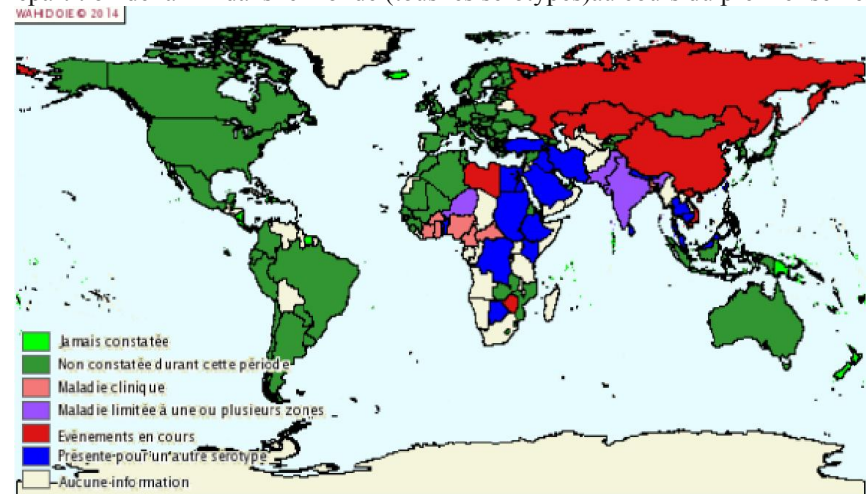 WAHID OIE © 2014
Jamais constatée
Non constatée durant cette période
Maladie clinique
Maladie limitée à une ou plusieurs zones
Evènements en cours
Présente pour un autre sérotype
Aucune information